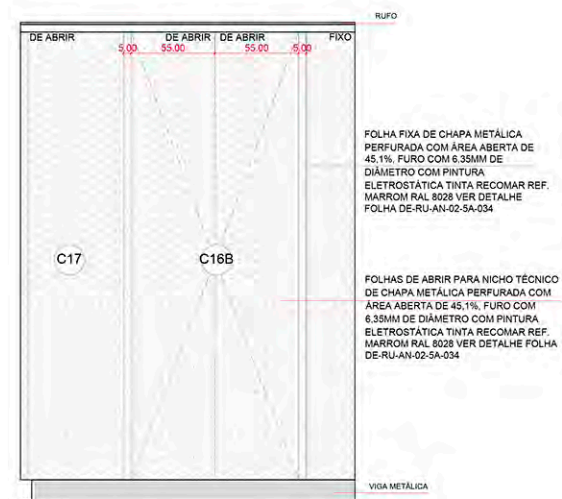 RUFO
DE ABRIR DE ABRIR DE ABRIR FIXO
5,00 55,00 55,00 5,00
FOLHA FIXA DE CHAPA METÁLICA
PERFURADA COM ÁREA ABERTA DE
45,1%, FURO COM 6,35MM DE
DIÂMETRO COM PINTURA
ELETROSTÁTICA TINTA RECOMAR REF.
MARROM RAL 8028 VER DETALHE
FOLHA DE-RU-AN-02-5A-034
C17 C16B
FOLHAS DE ABRIR PARA NICHO TÉCNICO
DE CHAPA METÁLICA PERFURADA COM
ÁREA ABERTA DE 45,1%, FURO COM
6,35MM DE DIÂMETRO COM PINTURA
ELETROSTÁTICA TINTA RECOMAR REF.
MARROM RAL 8028 VER DETALHE FOLHA
DE-RU-AN-02-5A-034
VIGA METÁLICA